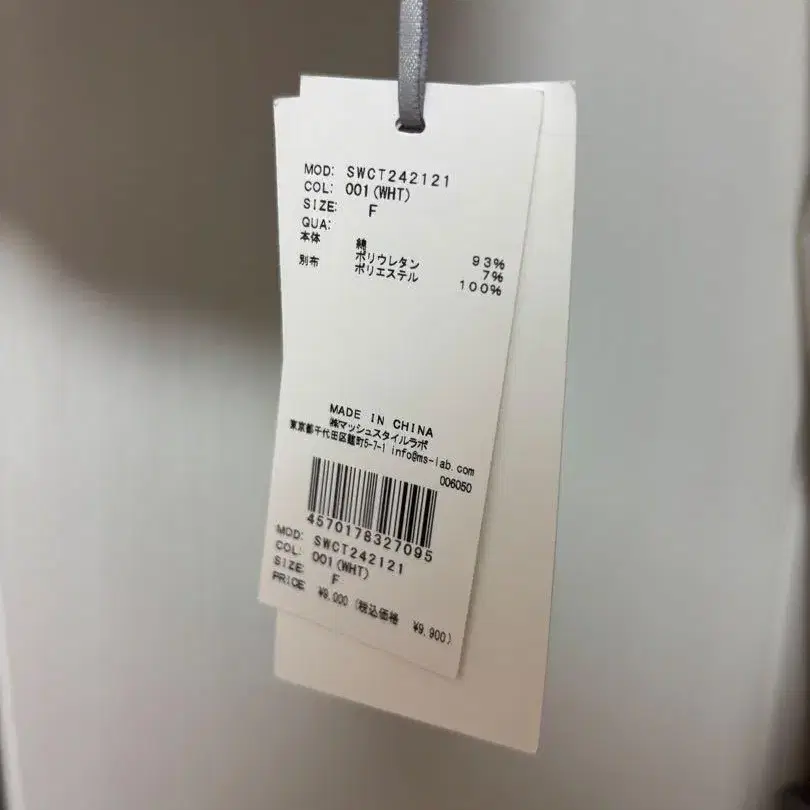 MOD: SWCT242121
COL: 001(WHT)
SIZE: F
QUA:
本体 綿 93%
ポリウレタン 7%
別布 ポリエステル 100%
MADE IN CHINA
㈱マッシュスタイルラボ
東京都千代田区麹町5-7-1 info@ms-lab.com
006050
4570178327095
MOD: SWCT242121
COL: 001(WHT)
SIZE F
PRICE ¥9,000 (税込価格 ¥9,900)